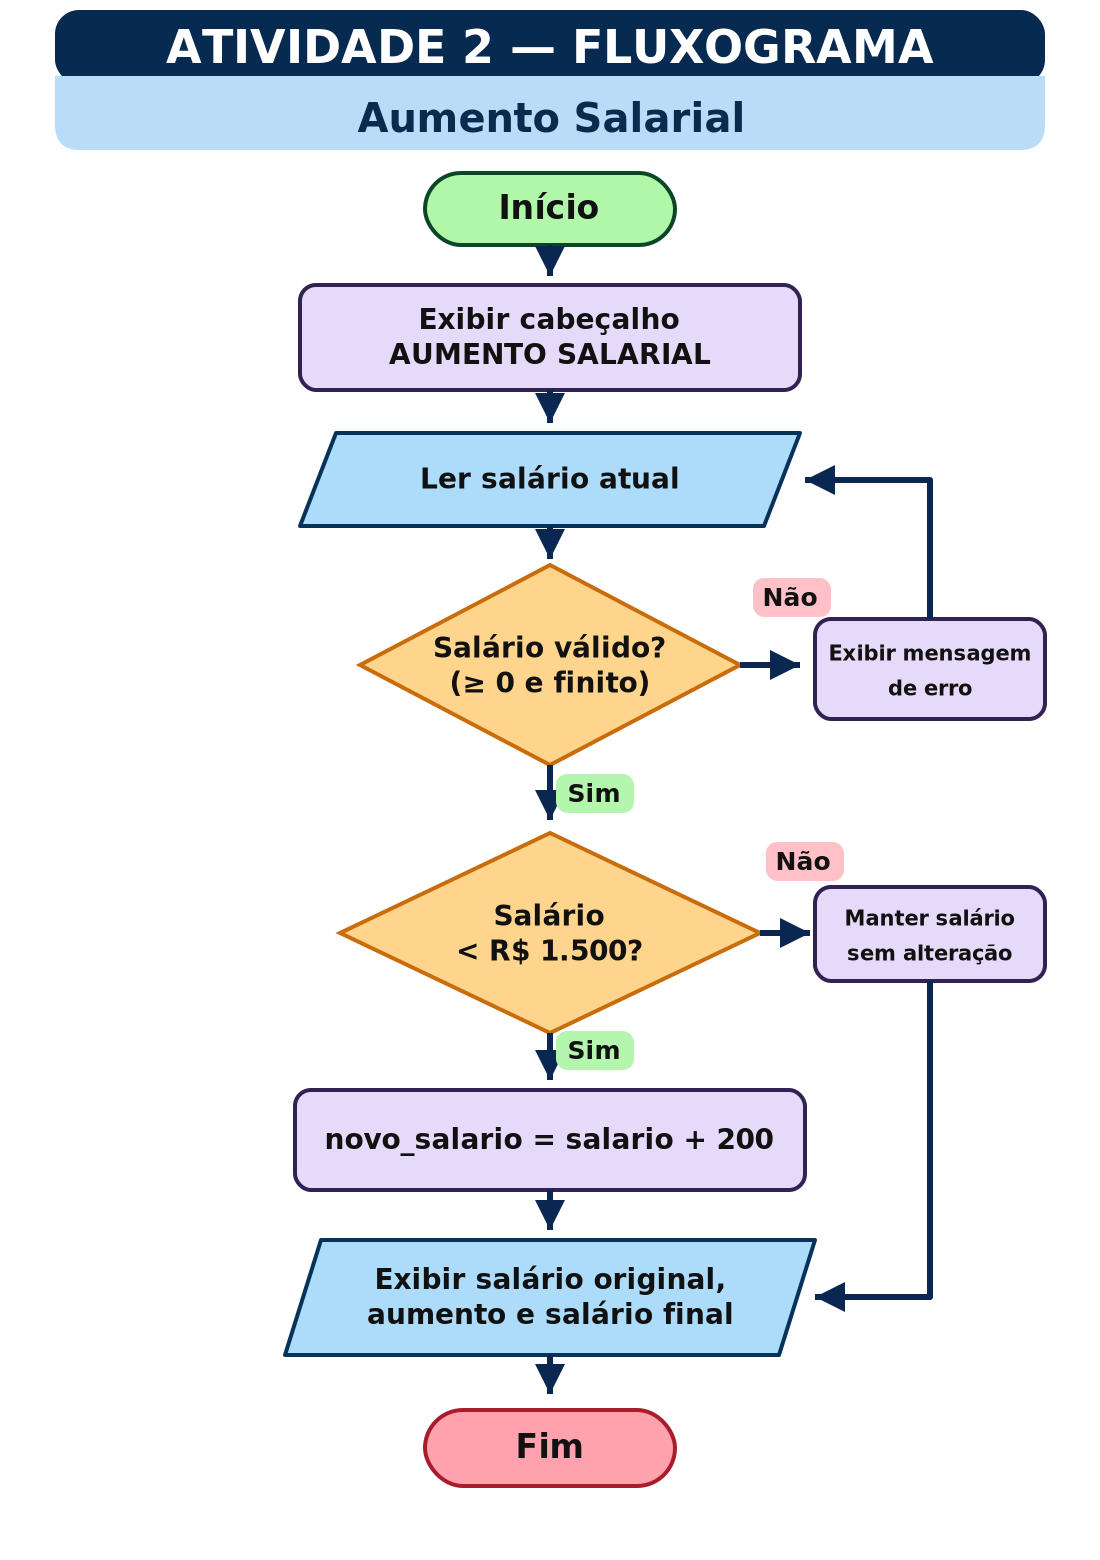 ATIVIDADE 2 — FLUXOGRAMA
Aumento Salarial
Início
Exibir cabeçalho
AUMENTO SALARIAL
Ler salário atual
Salário válido?
(≥ 0 e finito)
Não
Exibir mensagem
de erro
Sim
Salário
< R$ 1.500?
Não
Manter salário
sem alteração
Sim
novo_salario = salario + 200
Exibir salário original,
aumento e salário final
Fim